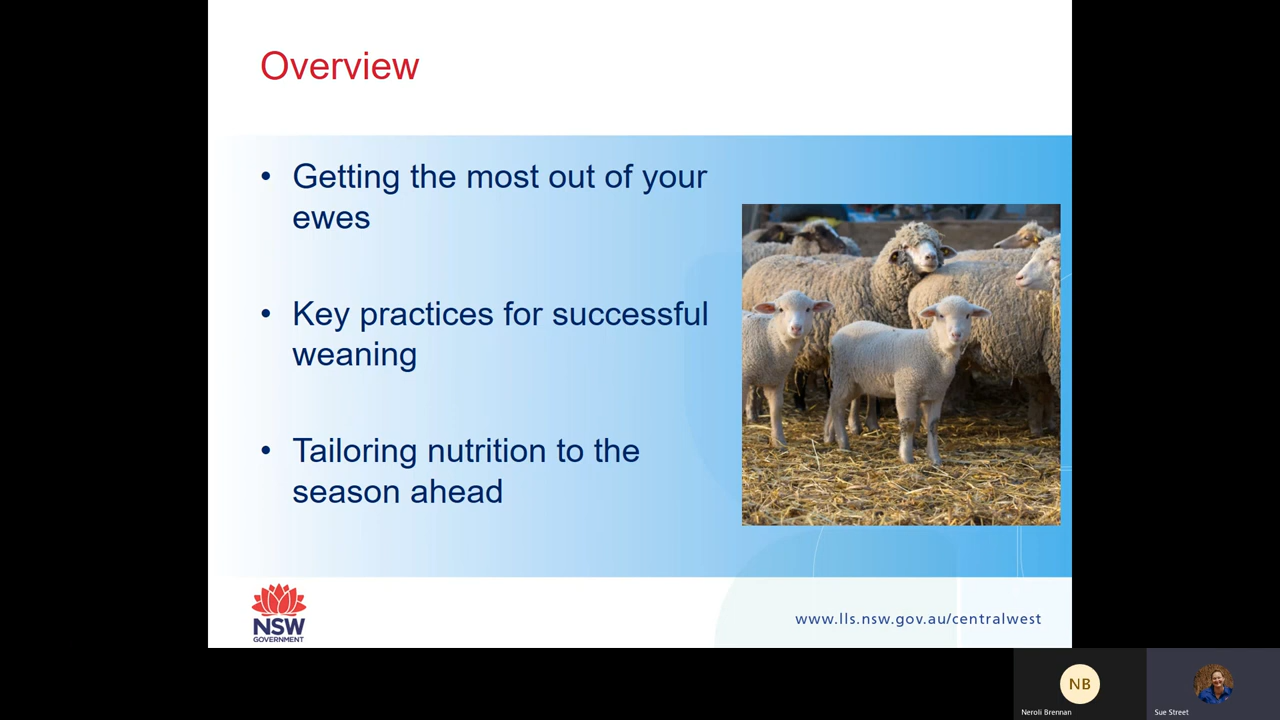 Overview
• Getting the most out of your
ewes
• Key practices for successful
weaning
• Tailoring nutrition to the
season ahead
NSW
GOVERNMENT
www.lls.nsw.gov.au/centralwest
NB
Neroli Brennan
Sue Street